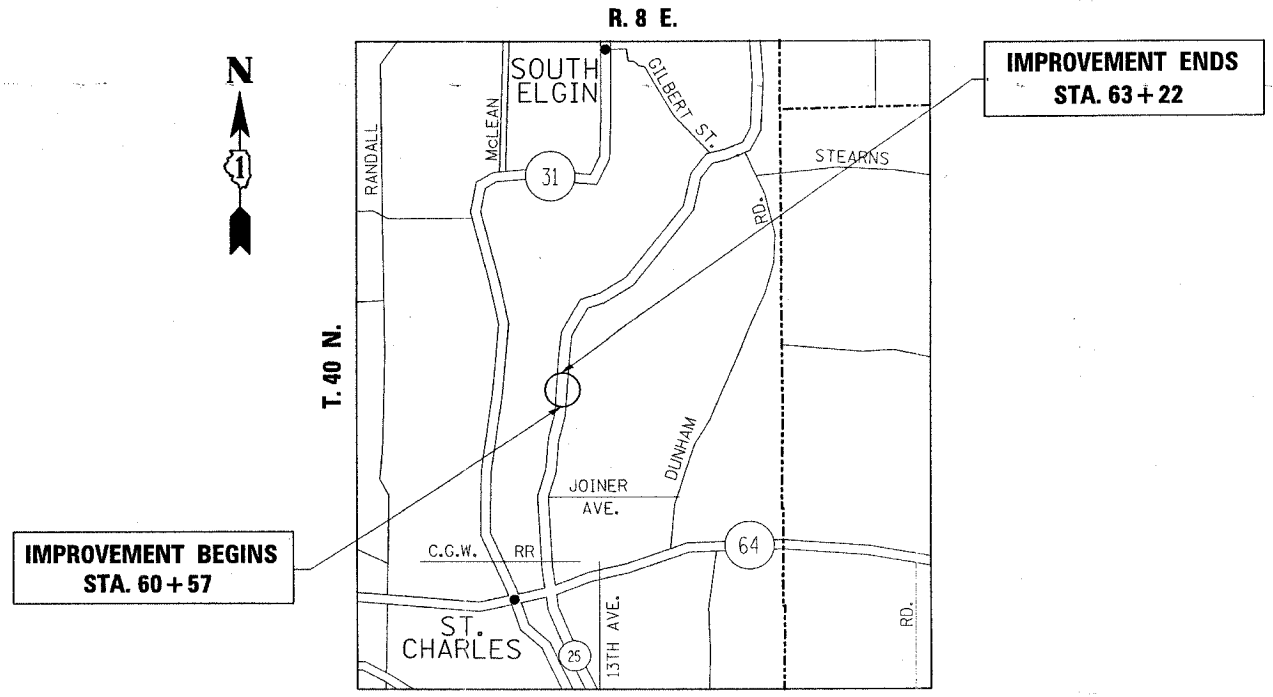 R. 8 E.
IMPROVEMENT ENDS
STA. 63+22
N
1
SOUTH
ELGIN
GILBERT ST.
McLEAN
RANDALL
31
STEARNS
RD.
T. 40 N.
DUNHAM
JOINER
AVE.
IMPROVEMENT BEGINS
STA. 60+57
C.G.W. RR
64
ST.
CHARLES
25
13TH AVE.
RD.